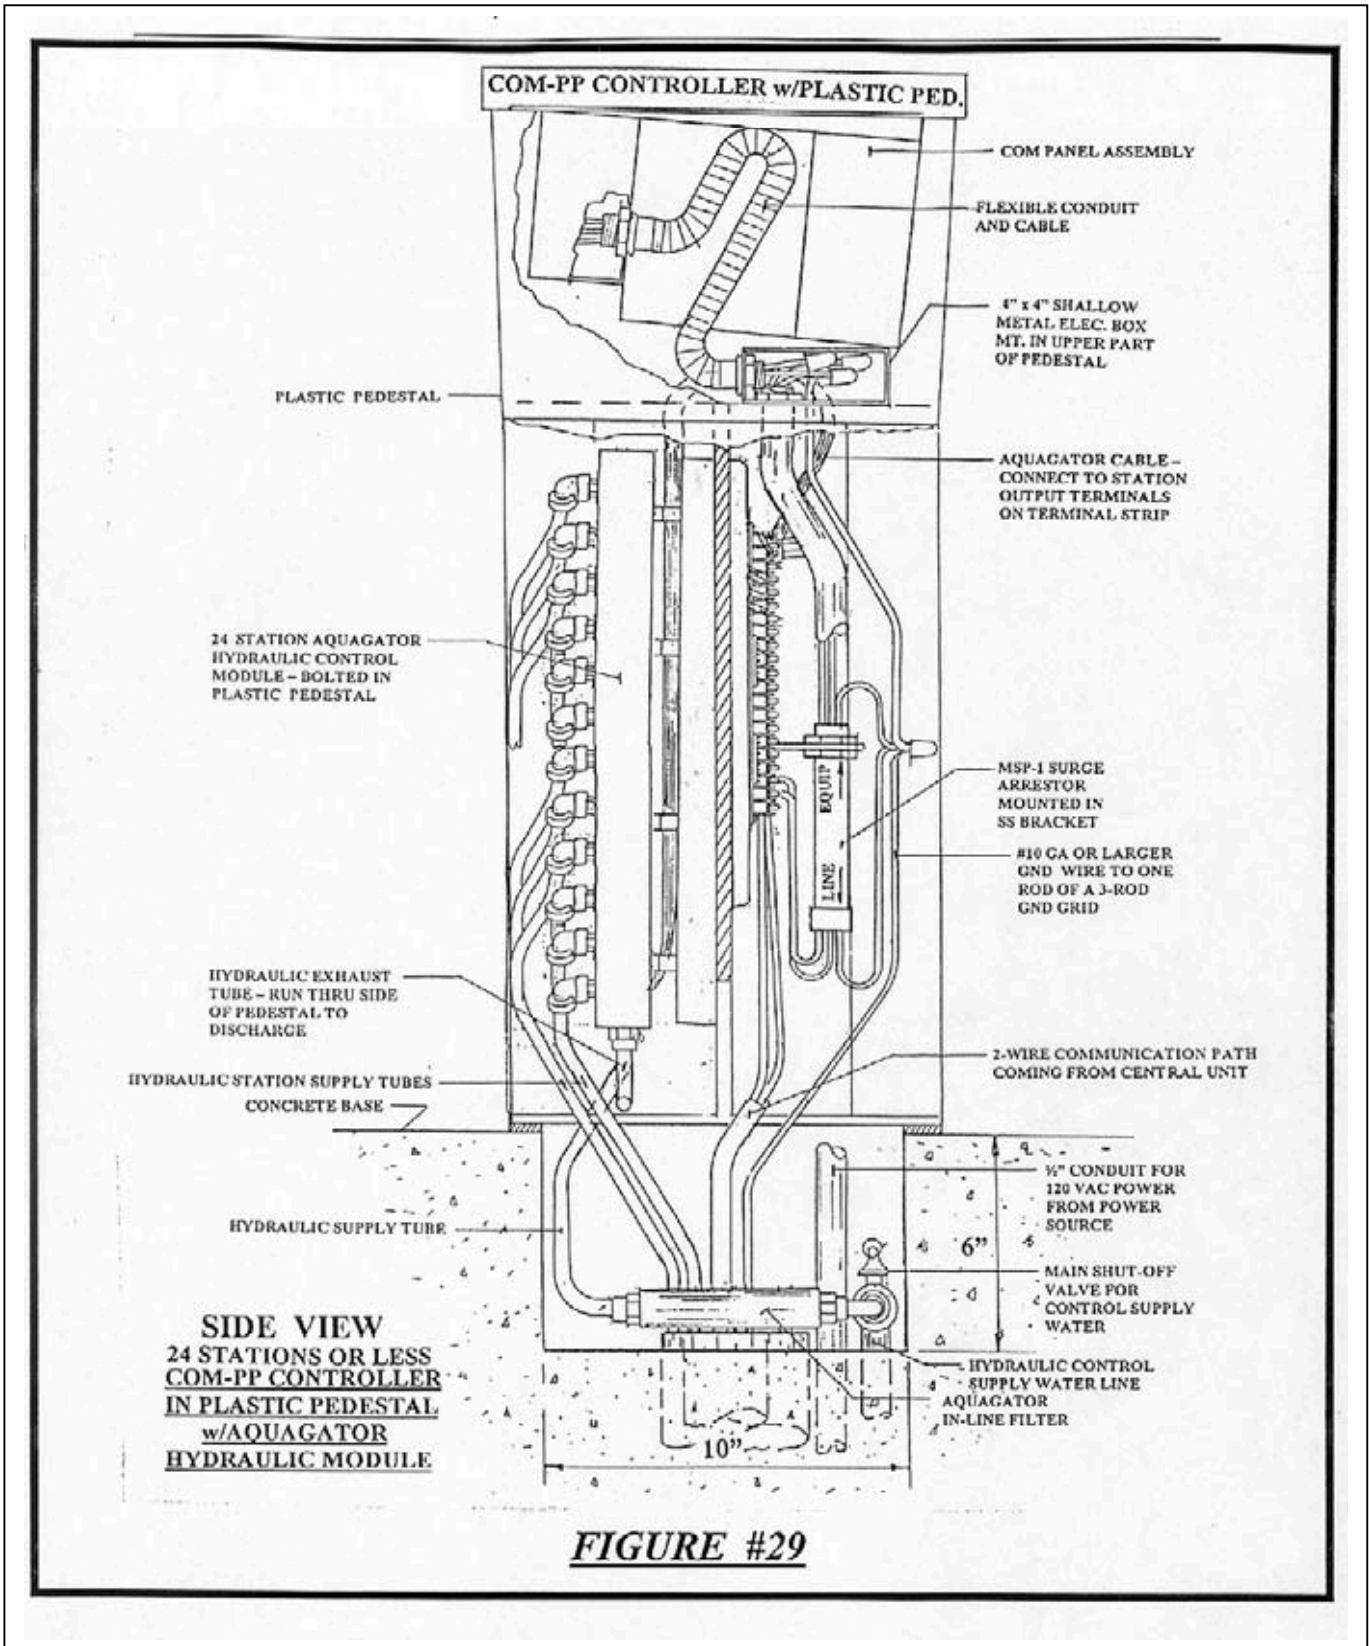 COM-PP CONTROLLER w/PLASTIC PED.
COM PANEL ASSEMBLY
FLEXIBLE CONDUIT
AND CABLE
4" x 4" SHALLOW
METAL ELEC. BOX
MT. IN UPPER PART
OF PEDESTAL
PLASTIC PEDESTAL
AQUAGATOR CABLE –
CONNECT TO STATION
OUTPUT TERMINALS
ON TERMINAL STRIP
24 STATION AQUAGATOR
HYDRAULIC CONTROL
MODULE – BOLTED IN
PLASTIC PEDESTAL
EQUIP
LINE
MSP-1 SURGE
ARRESTOR
MOUNTED IN
SS BRACKET
#10 GA OR LARGER
GND WIRE TO ONE
ROD OF A 3-ROD
GND GRID
HYDRAULIC EXHAUST
TUBE – RUN THRU SIDE
OF PEDESTAL TO
DISCHARGE
2-WIRE COMMUNICATION PATH
COMING FROM CENTRAL UNIT
HYDRAULIC STATION SUPPLY TUBES
CONCRETE BASE
½" CONDUIT FOR
120 VAC POWER
FROM POWER
SOURCE
HYDRAULIC SUPPLY TUBE
6"
MAIN SHUT-OFF
VALVE FOR
CONTROL SUPPLY
WATER
HYDRAULIC CONTROL
SUPPLY WATER LINE
AQUAGATOR
IN-LINE FILTER
10"
SIDE VIEW
24 STATIONS OR LESS
COM-PP CONTROLLER
IN PLASTIC PEDESTAL
w/AQUAGATOR
HYDRAULIC MODULE
FIGURE #29